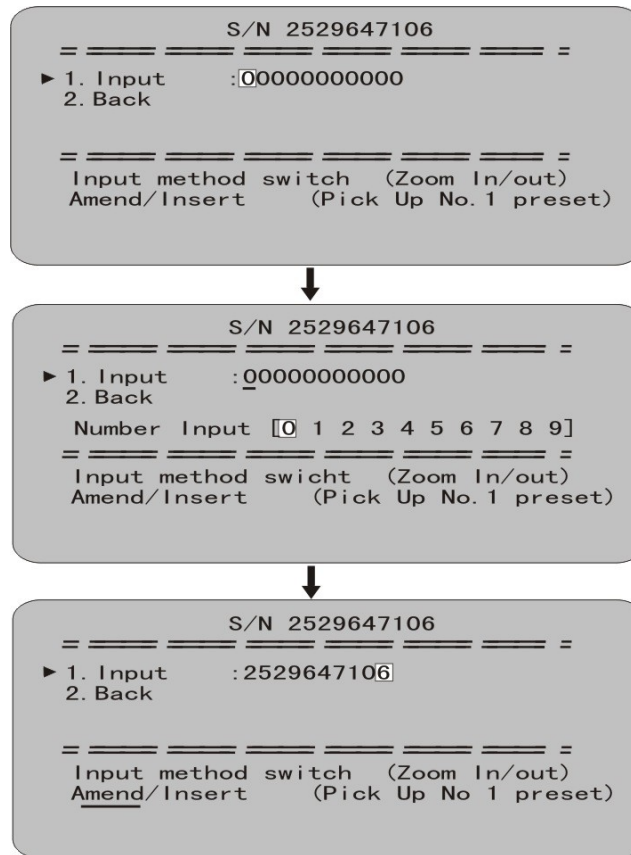 S/N 2529647106
► 1. Input :00000000000
2. Back
Input method switch (Zoom In/out)
Amend/Insert (Pick Up No.1 preset)
S/N 2529647106
► 1. Input :00000000000
2. Back
Number Input [0 1 2 3 4 5 6 7 8 9]
Input method swicht (Zoom In/out)
Amend/Insert (Pick Up No.1 preset)
S/N 2529647106
► 1. Input :2529647106
2. Back
Input method switch (Zoom In/out)
Amend/Insert (Pick Up No 1 preset)